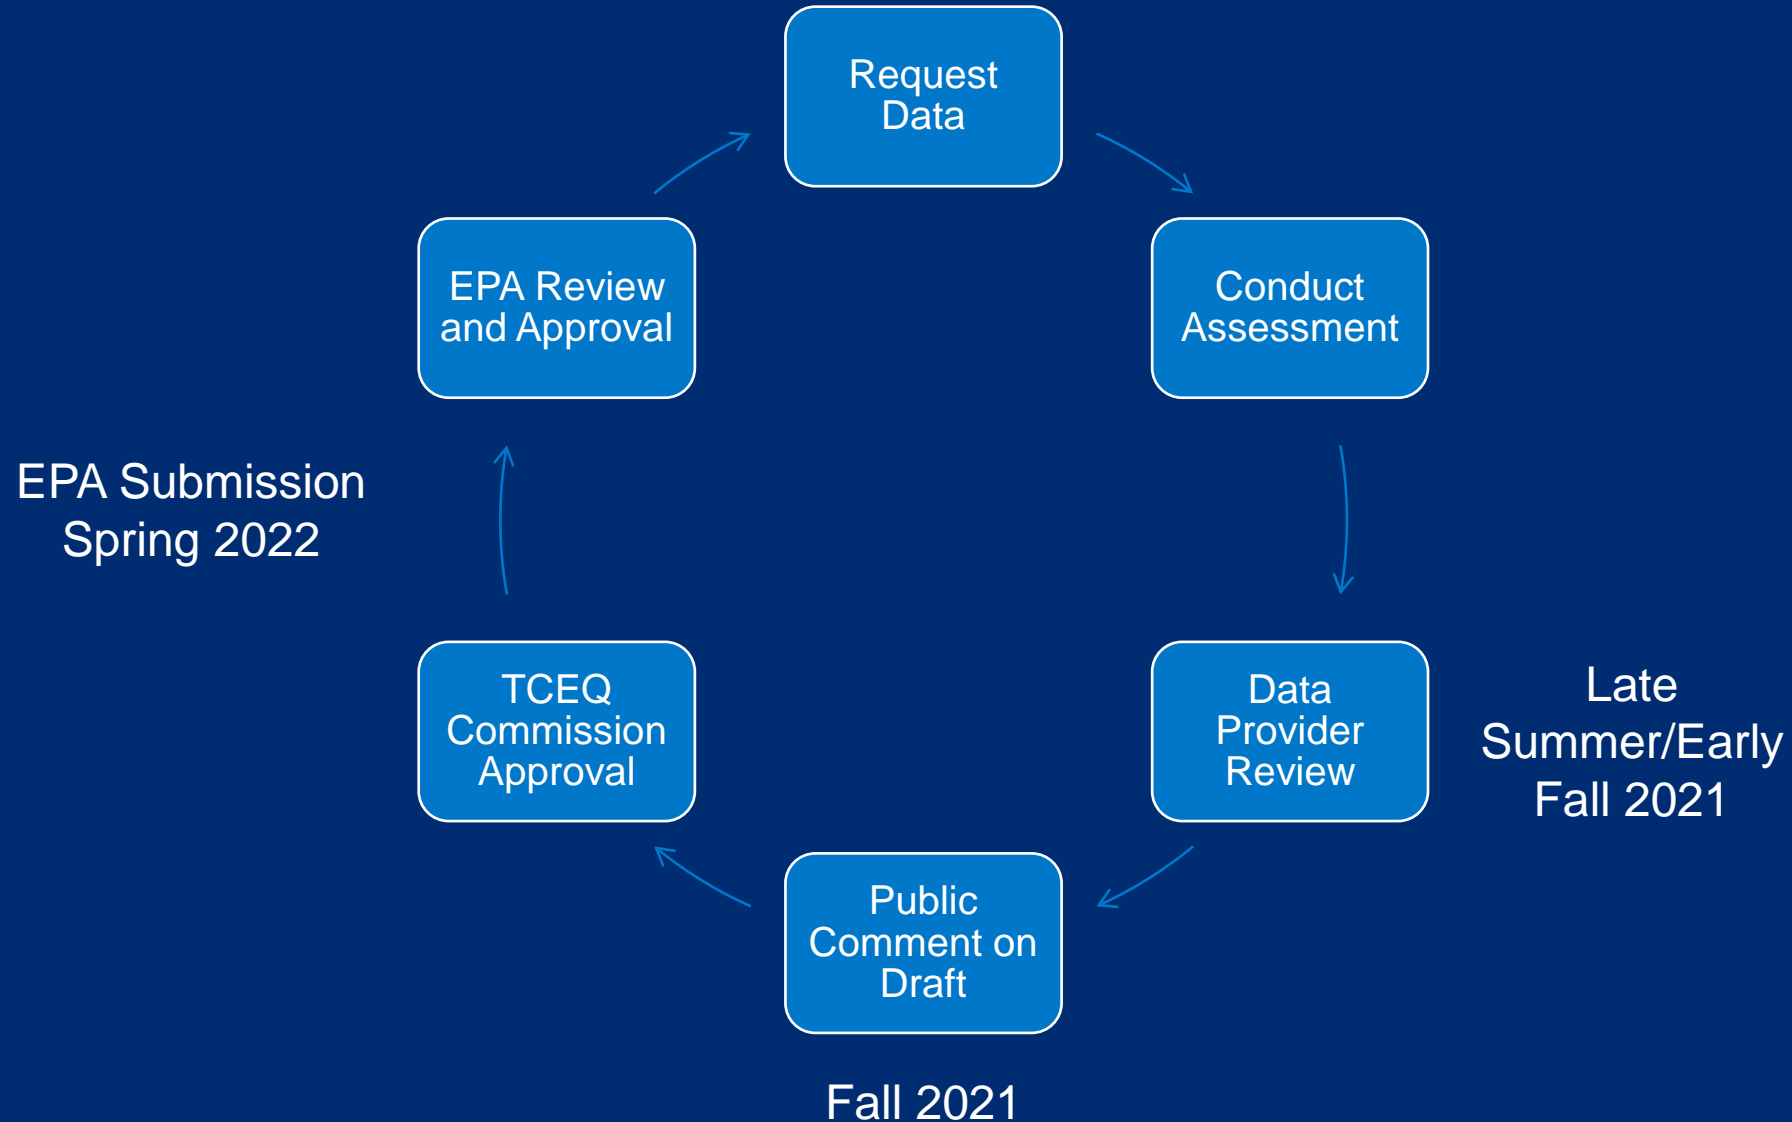 Request
Data
Conduct
Assessment
Data
Provider
Review
Late
Summer/Early
Fall 2021
Public
Comment on
Draft
Fall 2021
TCEQ
Commission
Approval
EPA Submission
Spring 2022
EPA Review
and Approval